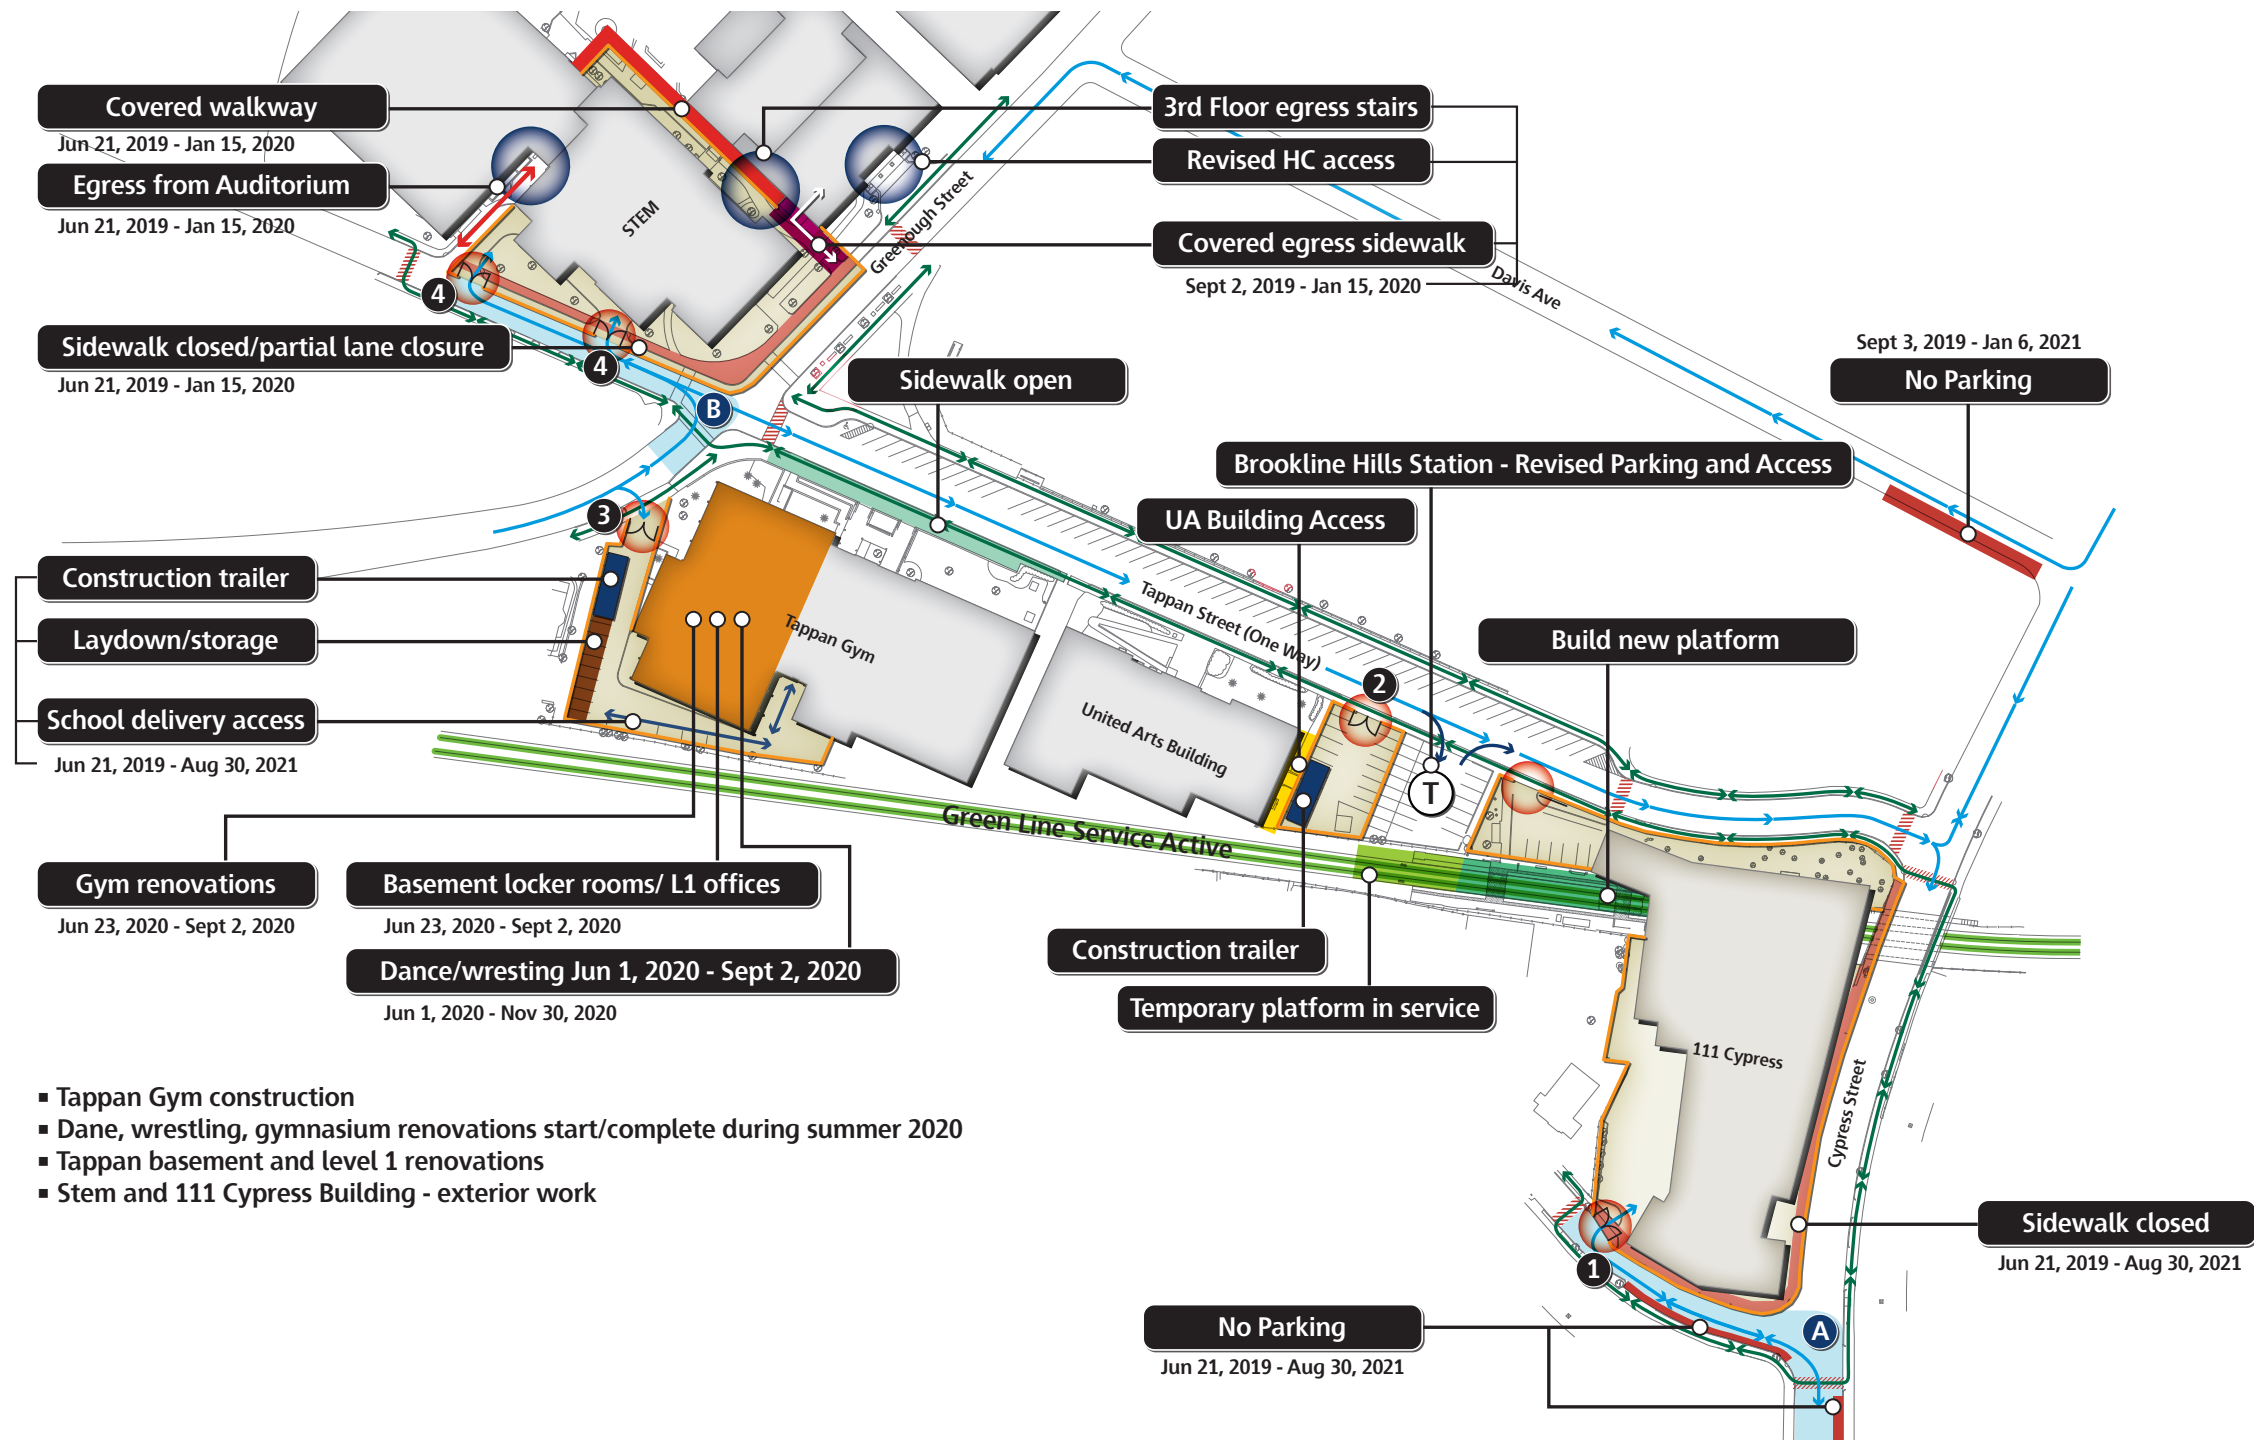 Covered walkway
Jun 21, 2019 - Jan 15, 2020
Egress from Auditorium
Jun 21, 2019 - Jan 15, 2020
STEM
3rd Floor egress stairs
Revised HC access
Covered egress sidewalk
Sept 2, 2019 - Jan 15, 2020
Greenough Street
Davis Ave
4
Sidewalk closed/partial lane closure
Jun 21, 2019 - Jan 15, 2020
4
B
Sidewalk open
Sept 3, 2019 - Jan 6, 2021
No Parking
Brookline Hills Station - Revised Parking and Access
UA Building Access
3
Construction trailer
Laydown/storage
School delivery access
Jun 21, 2019 - Aug 30, 2021
Tappan Gym
Tappan Street (One Way)
Build new platform
2
United Arts Building
T
Green Line Service Active
Gym renovations
Jun 23, 2020 - Sept 2, 2020
Basement locker rooms/ L1 offices
Jun 23, 2020 - Sept 2, 2020
Dance/wresting Jun 1, 2020 - Sept 2, 2020
Jun 1, 2020 - Nov 30, 2020
Construction trailer
Temporary platform in service
111 Cypress
Cypress Street
▪ Tappan Gym construction
▪ Dane, wrestling, gymnasium renovations start/complete during summer 2020
▪ Tappan basement and level 1 renovations
▪ Stem and 111 Cypress Building - exterior work
Sidewalk closed
Jun 21, 2019 - Aug 30, 2021
1
No Parking
Jun 21, 2019 - Aug 30, 2021
A